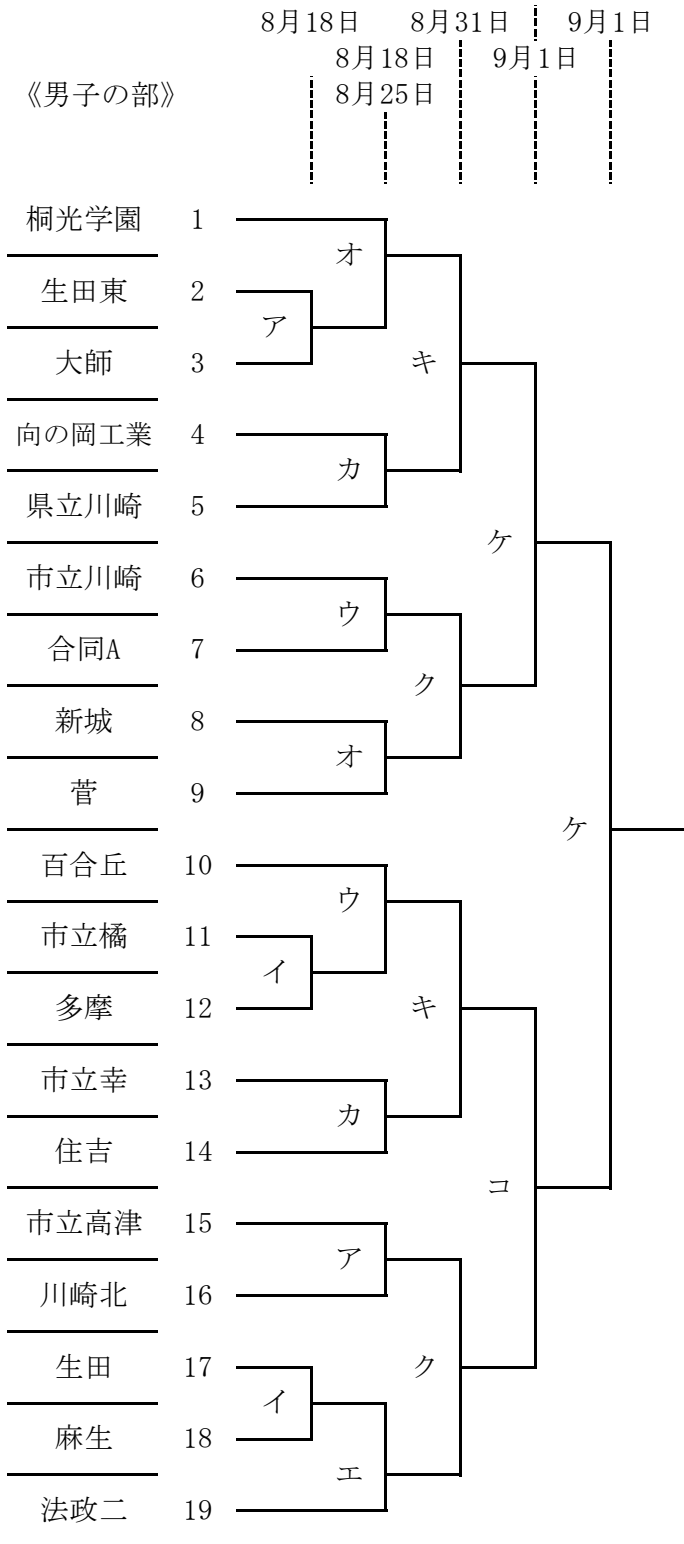 8月18日 8月31日 9月1日
8月18日 9月1日
《男子の部》 8月25日
桐光学園 1
オ
生田東 2
ア
大師 3
キ
向の岡工業 4
カ
県立川崎 5
ケ
市立川崎 6
ウ
合同A 7
ク
新城 8
オ
菅 9
ケ
百合丘 10
ウ
市立橘 11
イ
多摩 12
キ
市立幸 13
カ
住吉 14
コ
市立高津 15
ア
川崎北 16
生田 17
ク
イ
麻生 18
エ
法政二 19